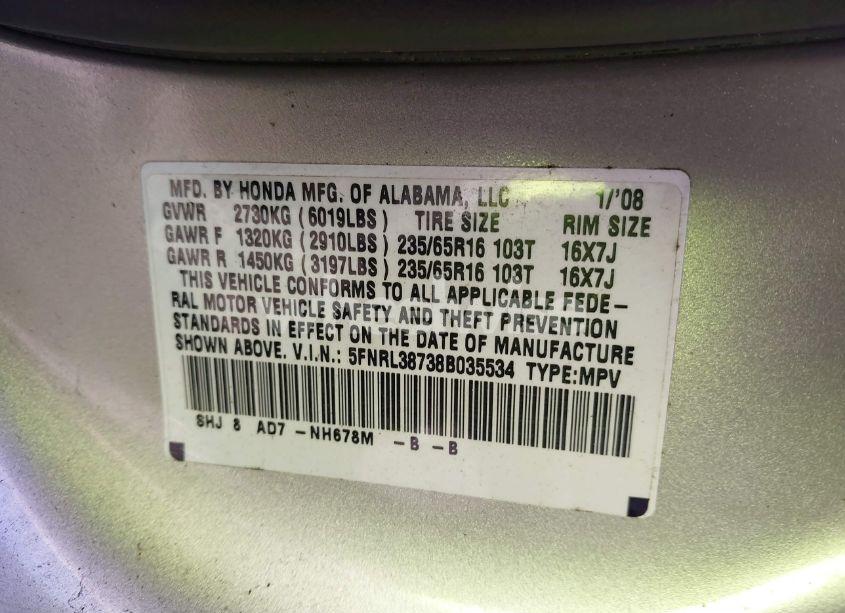 MFD. BY HONDA MFG. OF ALABAMA, LLC 1/'08
GVWR 2730KG (6019LBS) TIRE SIZE RIM SIZE
GAWR F 1320KG (2910LBS) 235/65R16 103T 16X7J
GAWR R 1450KG (3197LBS) 235/65R16 103T 16X7J
THIS VEHICLE CONFORMS TO ALL APPLICABLE FEDE-
RAL MOTOR VEHICLE SAFETY AND THEFT PREVENTION
STANDARDS IN EFFECT ON THE DATE OF MANUFACTURE
SHOWN ABOVE. V.I.N.: 5FNRL38738B035534 TYPE:MPV
SHJ 8 AD7 -NH678M -B -B